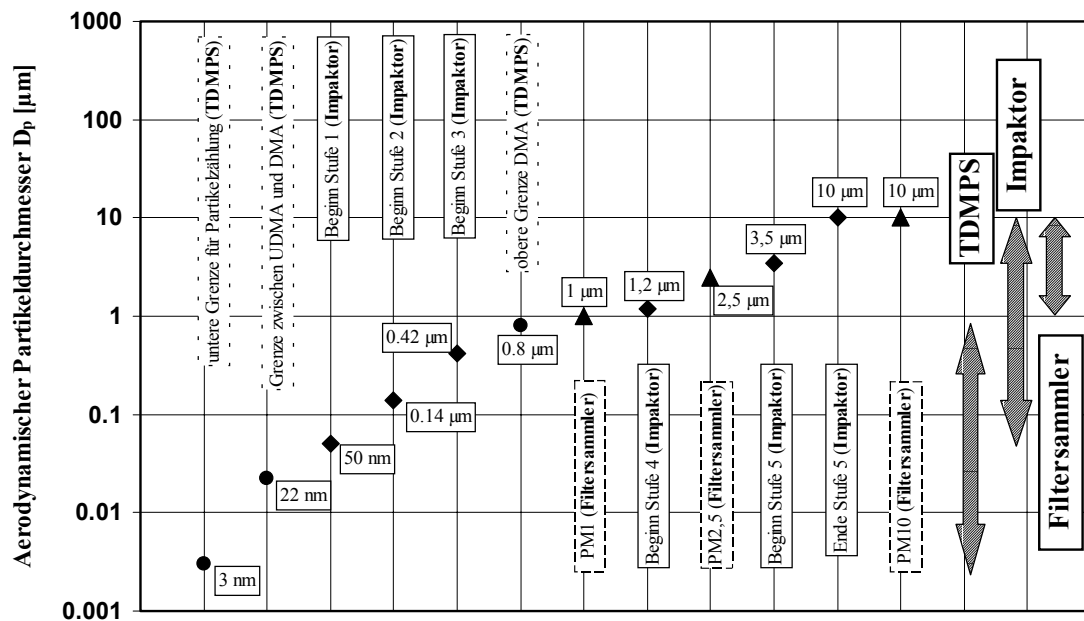 Aerodynamischer Partikeldurchmesser Dp [µm]
1000
100
10
1
0.1
0.01
0.001
untere Grenze für Partikelzählung (TDMPS)
Grenze zwischen UDMA und DMA (TDMPS)
Beginn Stufe 1 (Impaktor)
Beginn Stufe 2 (Impaktor)
Beginn Stufe 3 (Impaktor)
obere Grenze DMA (TDMPS)
3 nm
22 nm
50 nm
0.14 µm
0.42 µm
0.8 µm
1 µm
1,2 µm
2,5 µm
3,5 µm
10 µm
10 µm
PM1 (Filtersammler)
Beginn Stufe 4 (Impaktor)
PM2,5 (Filtersammler)
Beginn Stufe 5 (Impaktor)
Ende Stufe 5 (Impaktor)
PM10 (Filtersammler)
TDMPS
Impaktor
Filtersammler